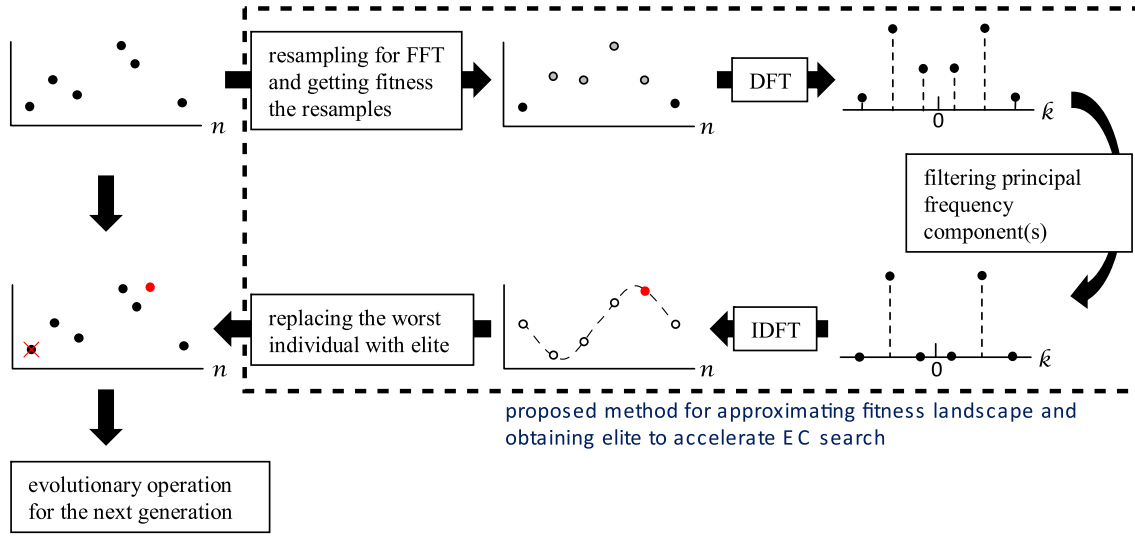 resampling for FFT
and getting fitness
the resamples
n
n
DFT
0
k
filtering principal
frequency
component(s)
replacing the worst
individual with elite
n
n
IDFT
0
k
proposed method for approximating fitness landscape and
obtaining elite to accelerate EC search
evolutionary operation
for the next generation